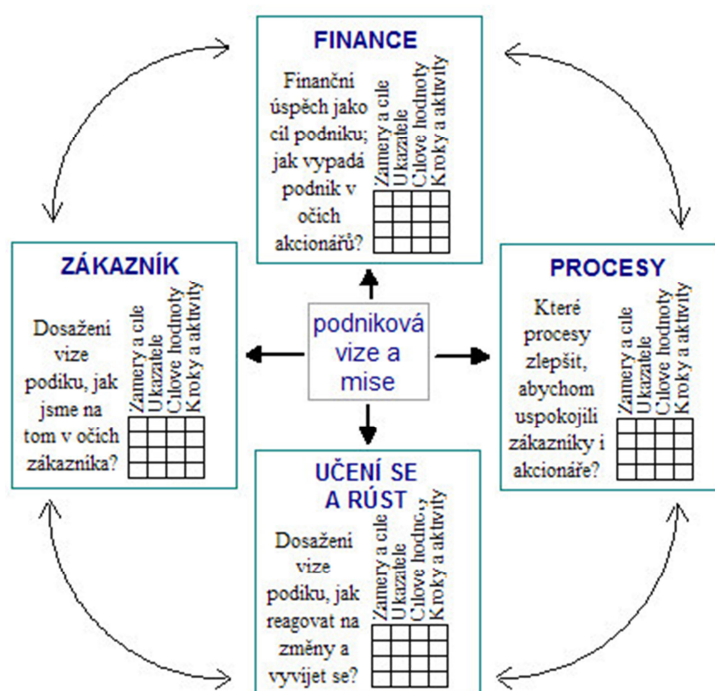 FINANCE
Finanční
úspěch jako
cíl podniku;
jak vypadá
podnik v
očích
akcionářů?
Zamery a cile
Ukazatele
Cilove hodnoty
Kroky a aktivity
ZÁKAZNÍK
Dosažení
vize
podiku, jak
jsme na
tom v očích
zákazníka?
Zamery a cile
Ukazatele
Cilove hodnoty
Kroky a aktivity
podniková
vize a
mise
PROCESY
Které
procesy
zlepšit,
abychom
uspokojili
zákazníky i
akcionáře?
Zamery a cile
Ukazatele
Cilove hodnoty
Kroky a aktivity
UČENÍ SE
A RÚST
Dosažení
vize
podiku, jak
reagovat na
změny a
vyvíjet se?
Zamery a cile
Ukazatele
Cilove hodnoty
Kroky a aktivity